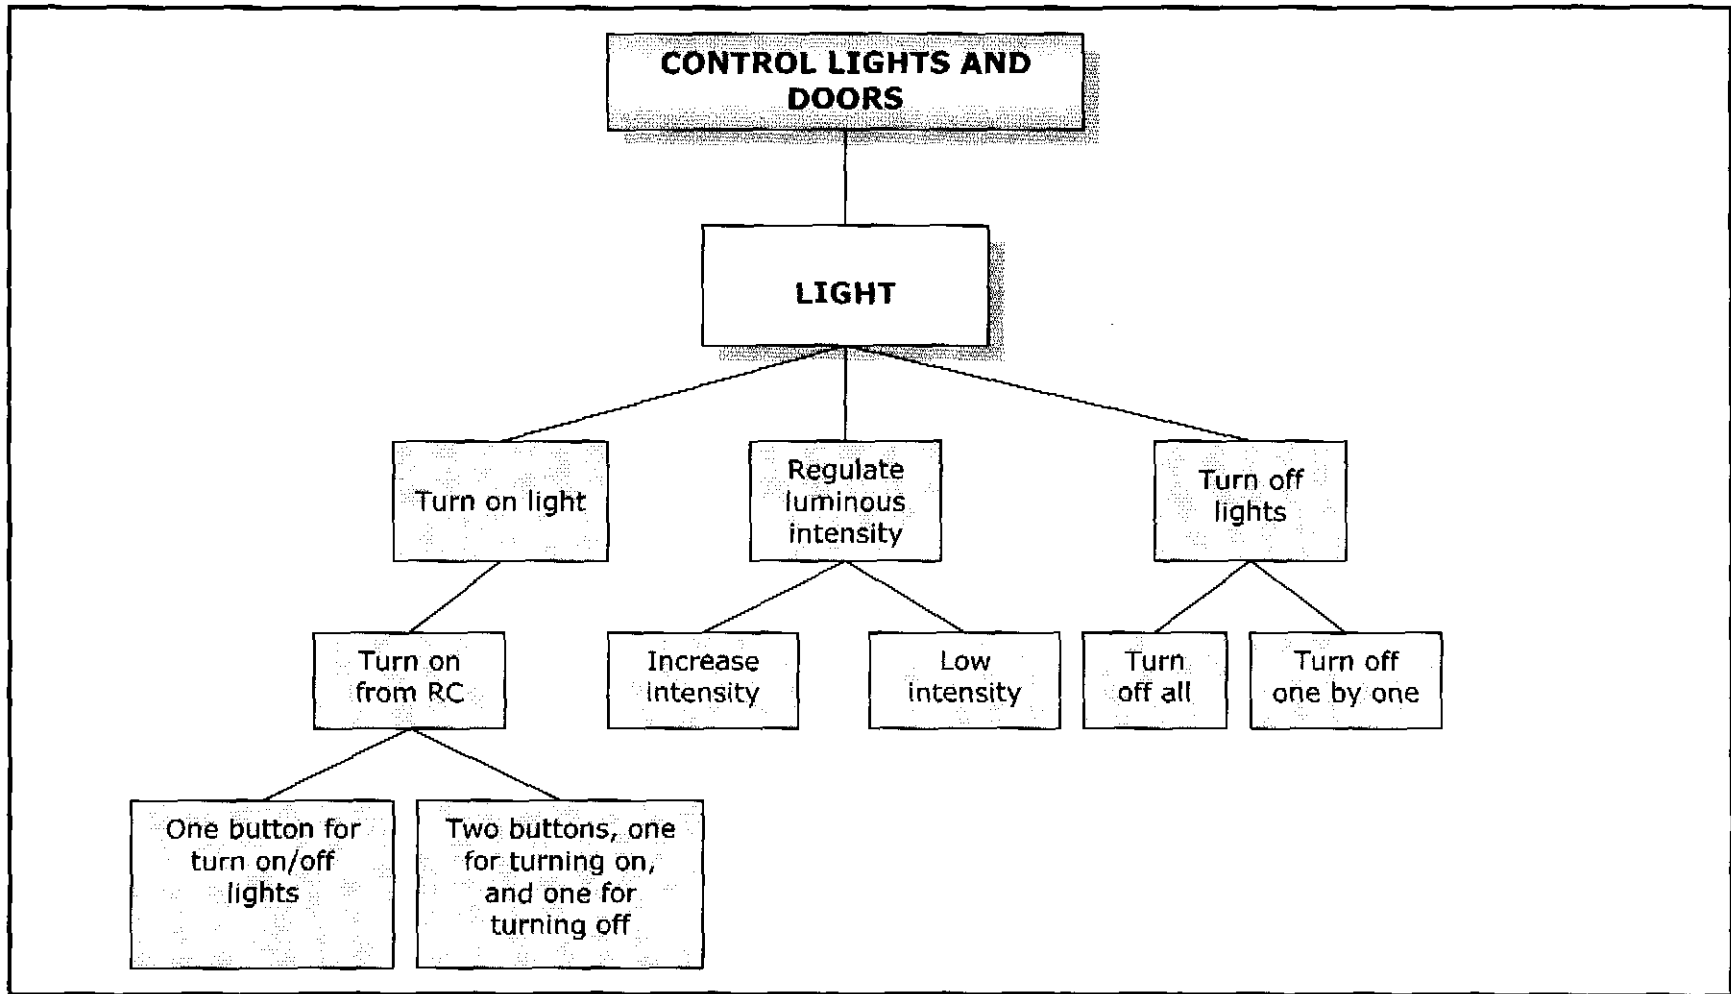 CONTROL LIGHTS AND
DOORS
LIGHT
Turn on light
Regulate
luminous
intensity
Turn off
lights
Turn on
from RC
Increase
intensity
Low
intensity
Turn
off all
Turn off
one by one
One button for
turn on/off
lights
Two buttons, one
for turning on,
and one for
turning off